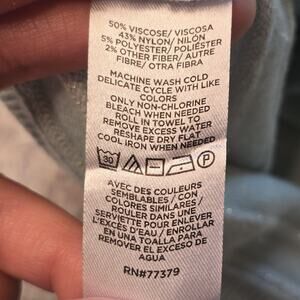 50% VISCOSE/ VISCOSA
43% NYLON/ NILON
5% POLYESTER/ POLIÉSTER
2% OTHER FIBER/ AUTRE
FIBRE/ OTRA FIBRA
MACHINE WASH COLD
DELICATE CYCLE WITH LIKE
COLORS
ONLY NON-CHLORINE
BLEACH WHEN NEEDED
ROLL IN TOWEL TO
REMOVE EXCESS WATER
RESHAPE DRY FLAT
COOL IRON WHEN NEEDED
30 P
AVEC DES COULEURS
SEMBLABLES / CON
COLORES SIMILARES /
ROULER DANS UNE
SERVIETTE POUR ENLEVER
L'EXCÈS D'EAU / ENROLLAR
EN UNA TOALLA PARA
REMOVER EL EXCESO DE
AGUA
RN#77379